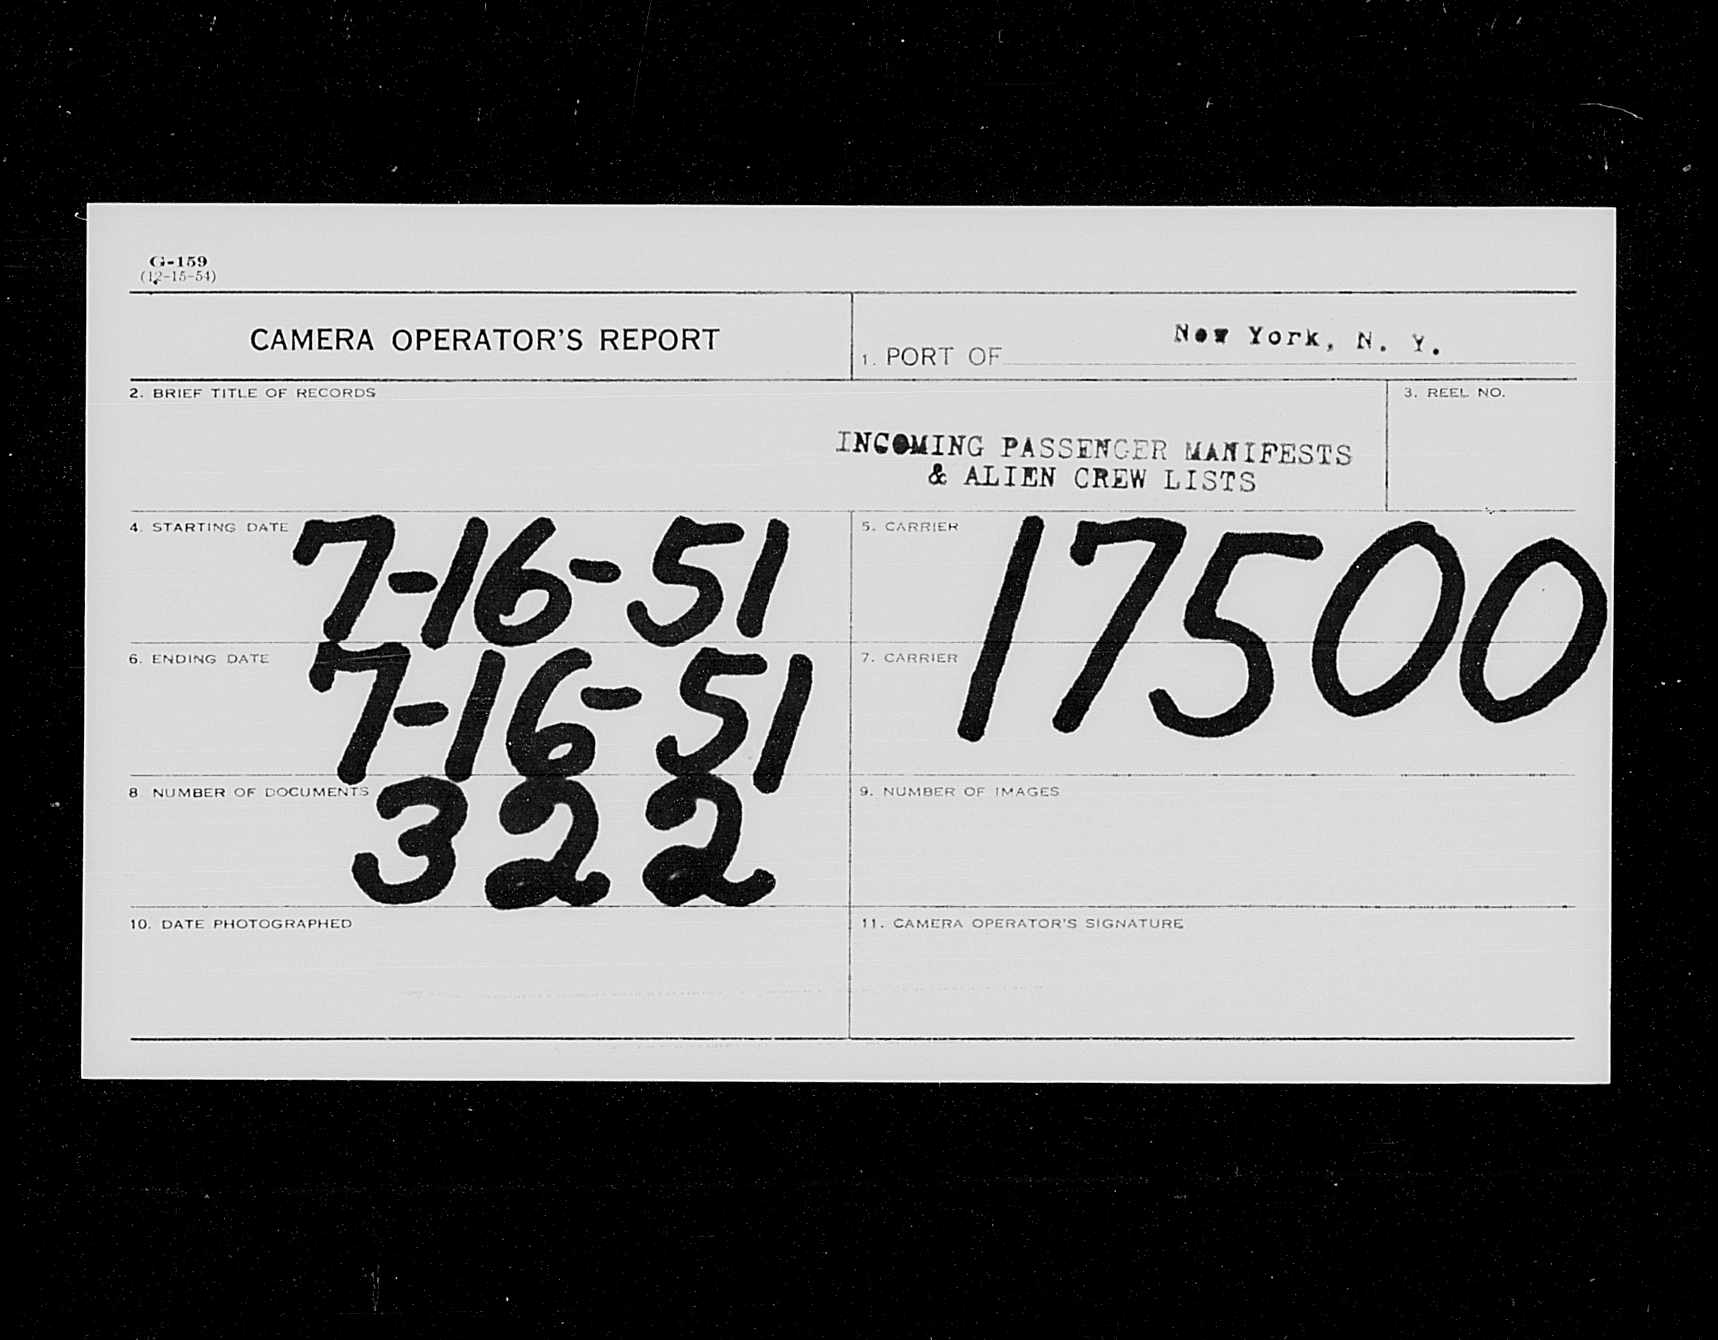 G-159
(12-15-54)
CAMERA OPERATOR'S REPORT
1. PORT OF New York, N. Y.
2. BRIEF TITLE OF RECORDS
3. REEL NO.
INCOMING PASSENGER MANIFESTS
& ALIEN CREW LISTS
4. STARTING DATE 7-16-51
5. CARRIER 17500
6. ENDING DATE 7-16-51
7. CARRIER
8 NUMBER OF DOCUMENTS 322
9. NUMBER OF IMAGES
10. DATE PHOTOGRAPHED
11. CAMERA OPERATOR'S SIGNATURE